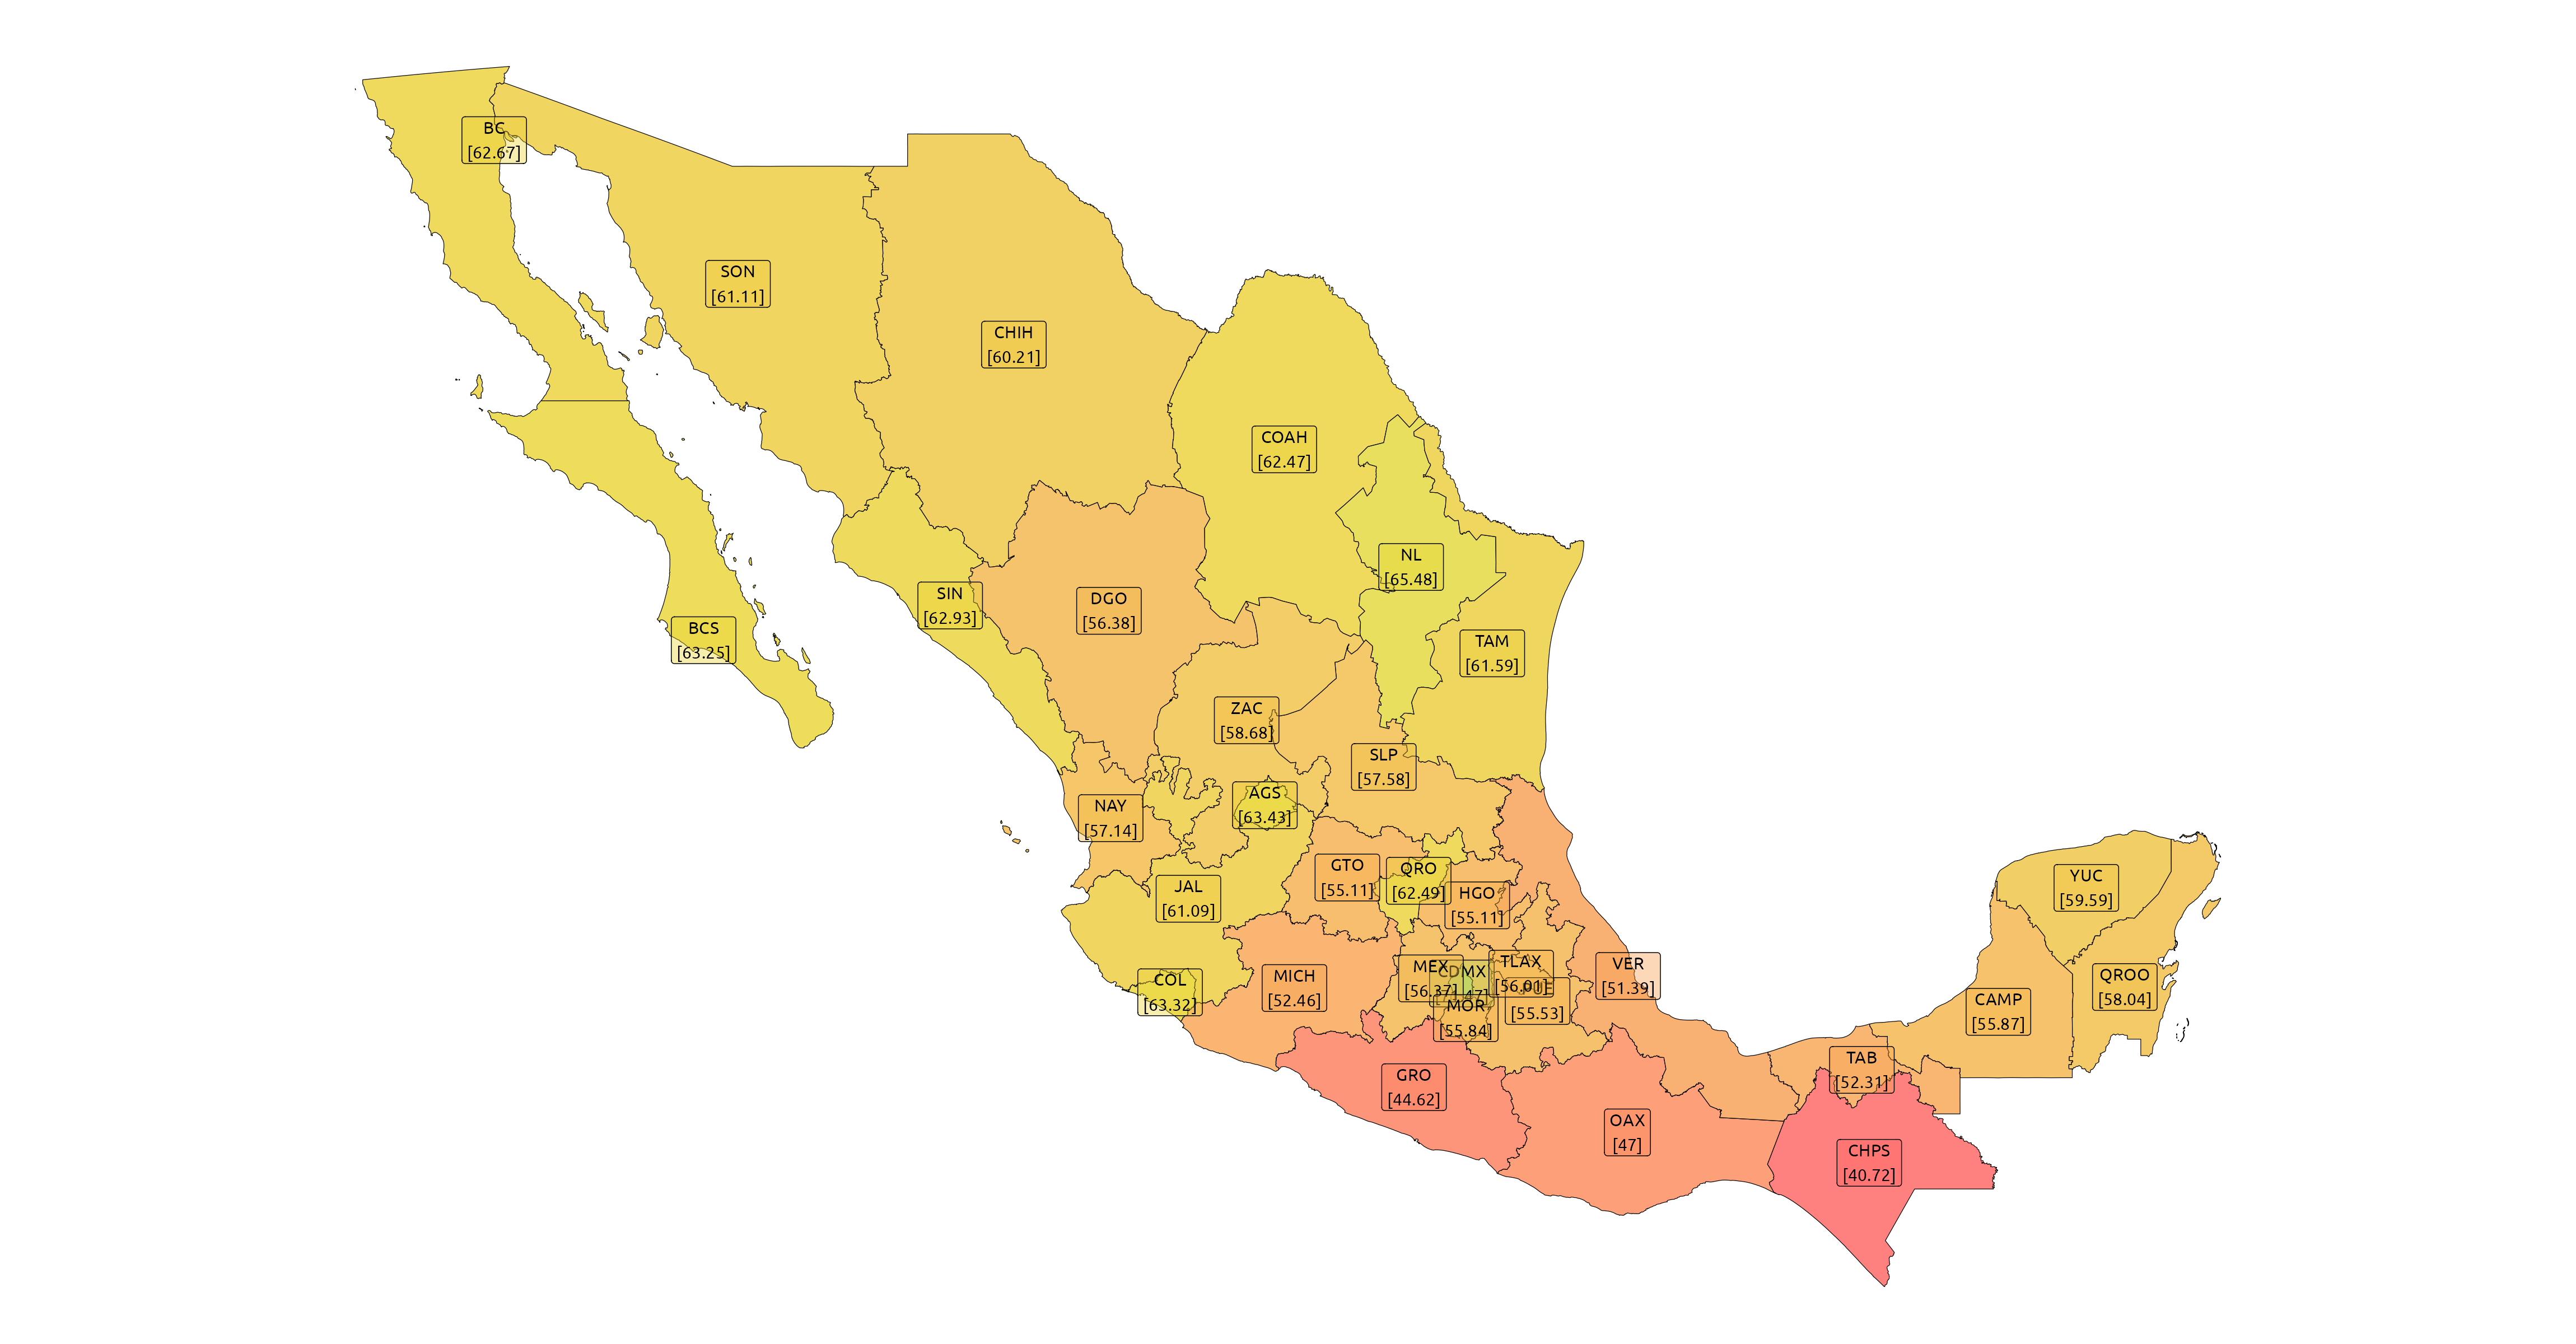 BC
[62.67]
SON
[61.11]
CHIH
[60.21]
COAH
[62.47]
NL
[65.48]
SIN
[62.93]
DGO
[56.38]
BCS
[63.25]
TAM
[61.59]
ZAC
[58.68]
SLP
[57.58]
AGS
[63.43]
NAY
[57.14]
GTO
[55.11]
QRO
[62.49]
HGO
[55.11]
JAL
[61.09]
YUC
[59.59]
COL
[63.32]
MICH
[52.46]
MEX
[56.37]
CDMX
TLAX
[56.01]
VER
[51.39]
QROO
[58.04]
MOR
[55.84]
PUE
[55.53]
CAMP
[55.87]
TAB
[52.31]
GRO
[44.62]
OAX
[47]
CHPS
[40.72]